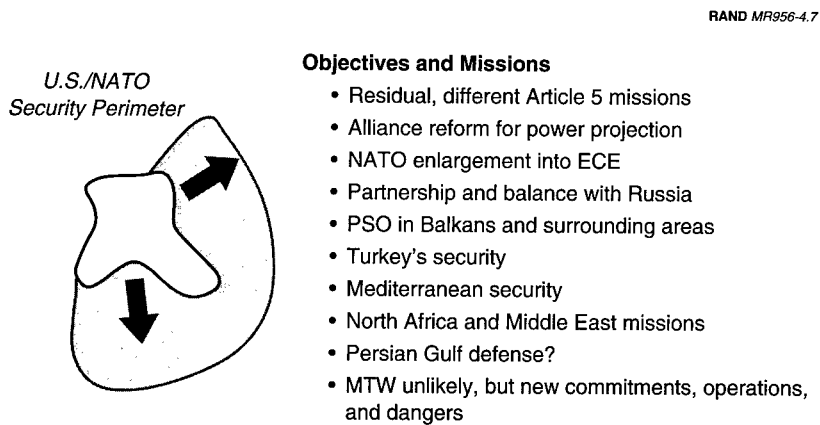 RAND MR956-4.7
U.S./NATO
Security Perimeter
Objectives and Missions
• Residual, different Article 5 missions
• Alliance reform for power projection
• NATO enlargement into ECE
• Partnership and balance with Russia
• PSO in Balkans and surrounding areas
• Turkey's security
• Mediterranean security
• North Africa and Middle East missions
• Persian Gulf defense?
• MTW unlikely, but new commitments, operations,
and dangers